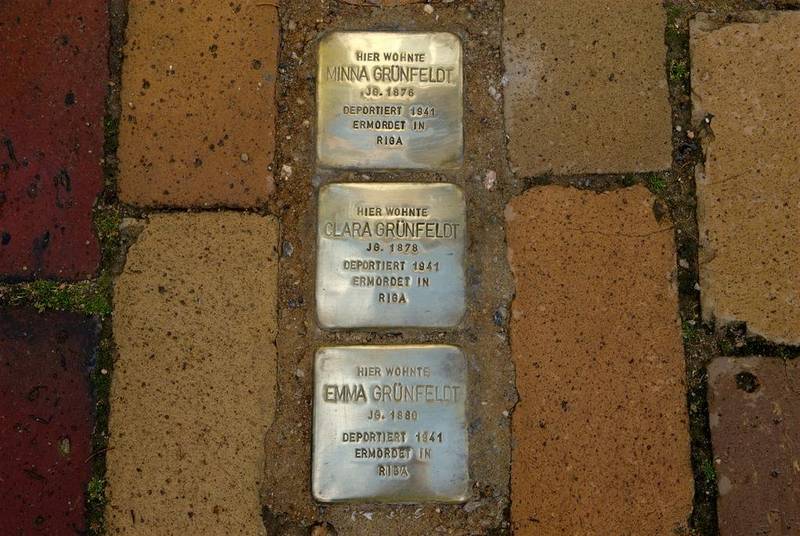 HIER WOHNTE
MINNA GRÜNFELDT
JG. 1876
DEPORTIERT 1941
ERMORDET IN
RIGA
HIER WOHNTE
CLARA GRÜNFELDT
JG. 1878
DEPORTIERT 1941
ERMORDET IN
RIGA
HIER WOHNTE
EMMA GRÜNFELDT
JG. 1880
DEPORTIERT 1941
ERMORDET IN
RIGA